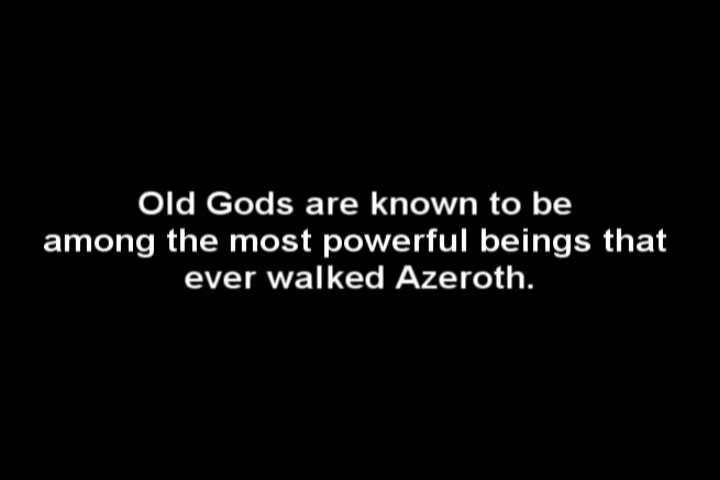 Old Gods are known to be
among the most powerful beings that
ever walked Azeroth.